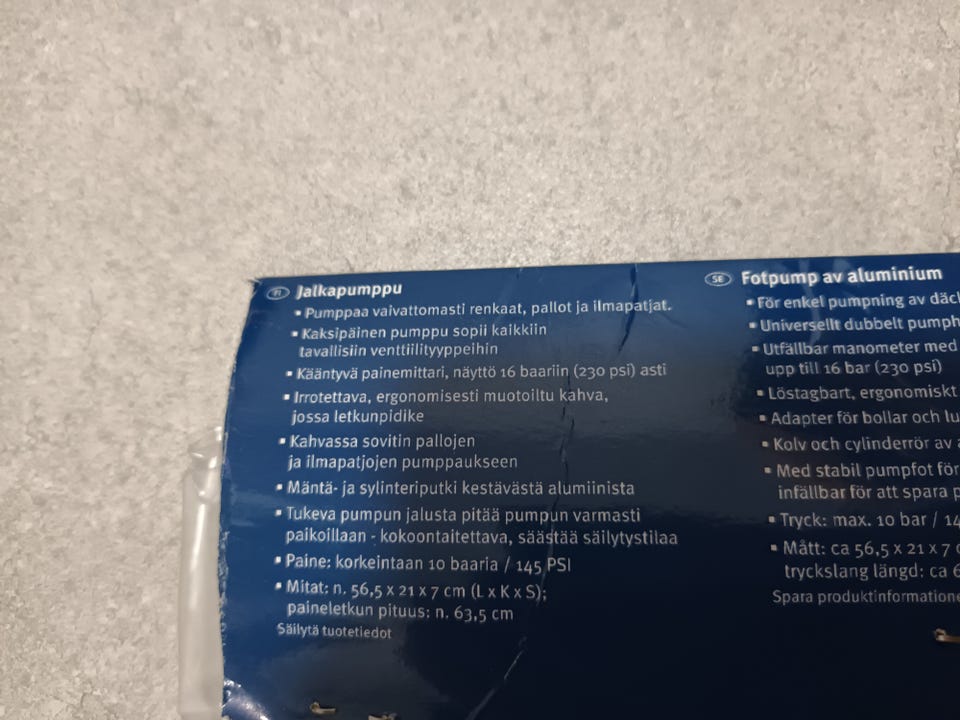 FI Jalkapumppu
▪ Pumppaa vaivattomasti renkaat, pallot ja ilmapatjat.
▪ Kaksipäinen pumppu sopii kaikkiin
tavallisiin venttiilityyppeihin
▪ Kääntyvä painemittari, näyttö 16 baariin (230 psi) asti
▪ Irrotettava, ergonomisesti muotoiltu kahva,
jossa letkunpidike
▪ Kahvassa sovitin pallojen
ja ilmapatjojen pumppaukseen
▪ Mäntä- ja sylinteriputki kestävästä alumiinista
▪ Tukeva pumpun jalusta pitää pumpun varmasti
paikoillaan - kokoontaitettava, säästää säilytystilaa
▪ Paine: korkeintaan 10 baaria / 145 PSI
▪ Mitat: n. 56,5 x 21 x 7 cm (L x K x S);
paineletkun pituus: n. 63,5 cm
Säilytä tuotetiedot
SE Fotpump av aluminium
▪ För enkel pumpning av däc
▪ Universellt dubbelt pumph
▪ Utfällbar manometer med
upp till 16 bar (230 psi)
▪ Löstagbart, ergonomiskt
▪ Adapter för bollar och lu
▪ Kolv och cylinderrör av
▪ Med stabil pumpfot för
infällbar för att spara
▪ Tryck: max. 10 bar / 14
▪ Mått: ca 56,5 x 21 x 7
tryckslang längd: ca 6
Spara produktinformatione